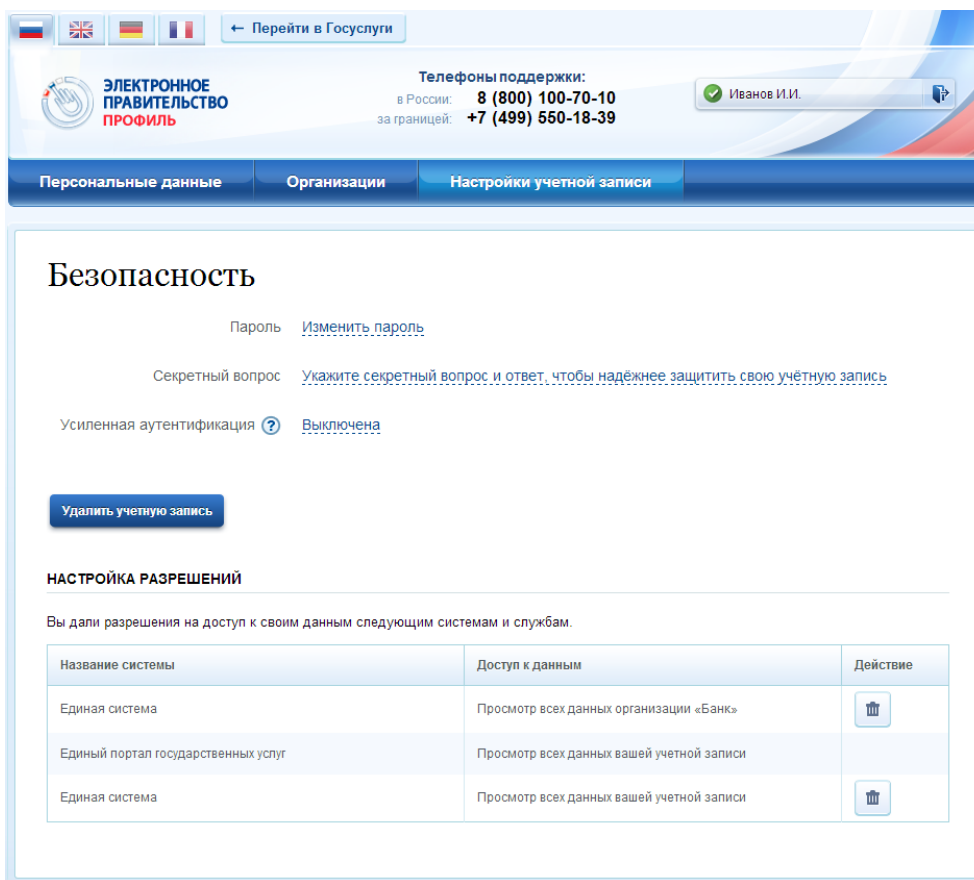 ← Перейти в Госуслуги
ЭЛЕКТРОННОЕ
ПРАВИТЕЛЬСТВО
ПРОФИЛЬ
Телефоны поддержки:
в России: 8 (800) 100-70-10
за границей: +7 (499) 550-18-39
Иванов И.И.
Персональные данные Организации Настройки учетной записи
Безопасность
Пароль Изменить пароль
Секретный вопрос Укажите секретный вопрос и ответ, чтобы надёжнее защитить свою учётную запись
Усиленная аутентификация ? Выключена
Удалить учетную запись
НАСТРОЙКА РАЗРЕШЕНИЙ
Вы дали разрешения на доступ к своим данным следующим системам и службам.
Название системы Доступ к данным Действие
Единая система Просмотр всех данных организации «Банк»
Единый портал государственных услуг Просмотр всех данных вашей учетной записи
Единая система Просмотр всех данных вашей учетной записи